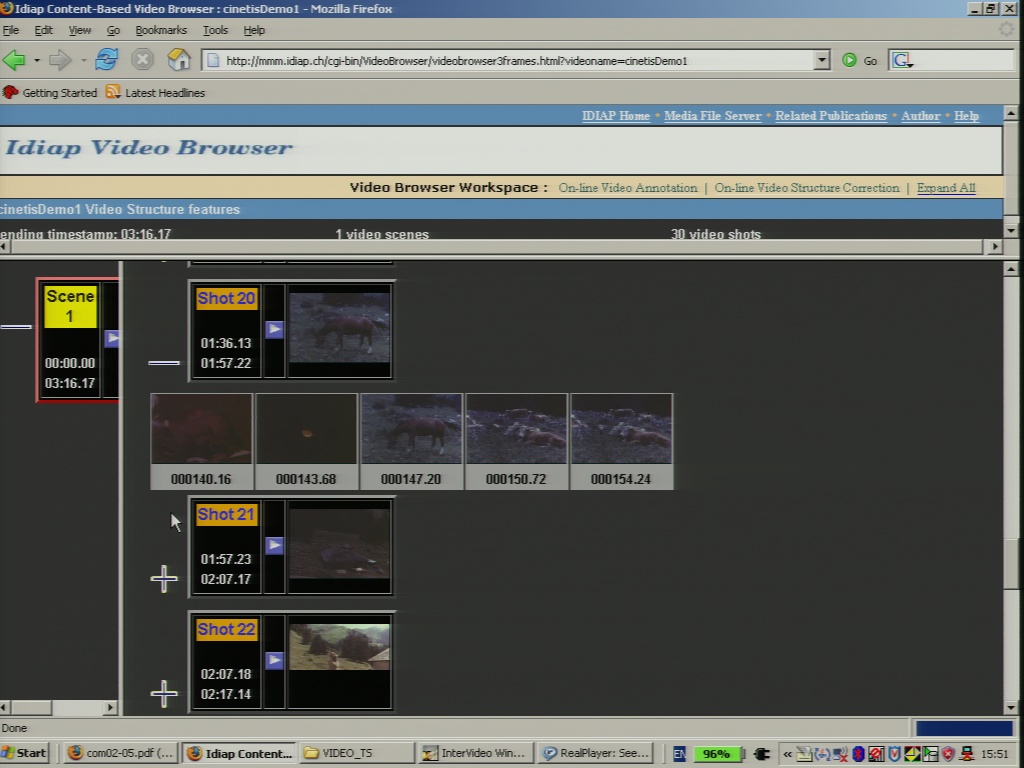 Idiap Content-Based Video Browser : cinetisDemo1 - Mozilla Firefox
File Edit View Go Bookmarks Tools Help
http://mmm.idiap.ch/cgi-bin/VideoBrowser/videobrowser3frames.html?videoname=cinetisDemo1 Go G
Getting Started Latest Headlines
IDIAP Home • Media File Server • Related Publications • Author • Help
Idiap Video Browser
Video Browser Workspace : On-line Video Annotation | On-line Video Structure Correction | Expand All
cinetisDemo1 Video Structure features
ending timestamp: 03:16.17 1 video scenes 30 video shots
Scene
1
00:00.00
03:16.17
Shot 20
01:36.13
01:57.22
000140.16 000143.68 000147.20 000150.72 000154.24
Shot 21
01:57.23
02:07.17
Shot 22
02:07.18
02:17.14
Done
Start com02-05.pdf (... Idiap Content... VIDEO_TS InterVideo Win... RealPlayer: See... EN 96% « 15:51